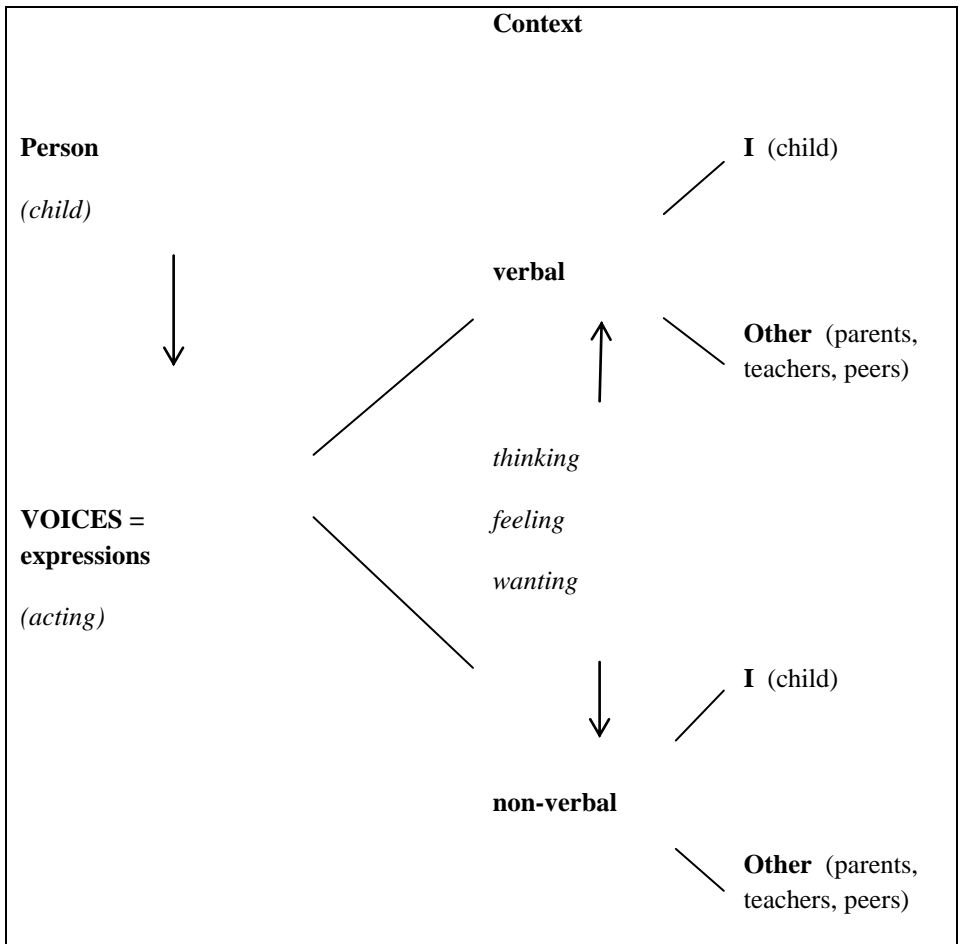 Context
Person
I (child)
(child)
verbal
Other (parents,
teachers, peers)
thinking
VOICES =
expressions
feeling
wanting
(acting)
I (child)
non-verbal
Other (parents,
teachers, peers)